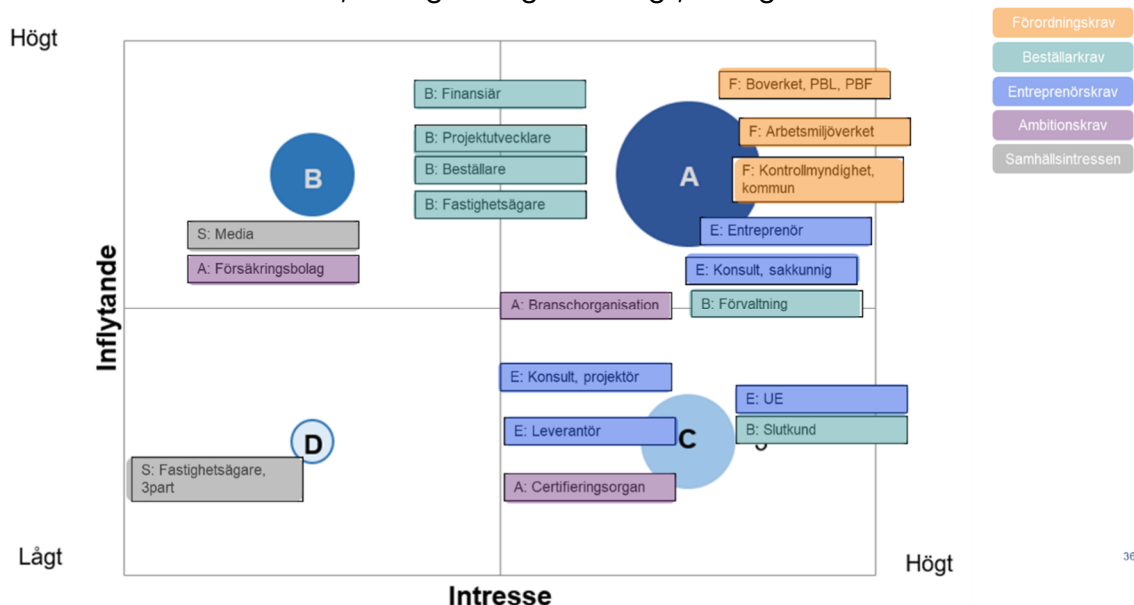 Högt
Förordningskrav
Beställarkrav
Entreprenörskrav
Ambitionskrav
Samhällsintressen
B: Finansiär
F: Boverket, PBL, PBF
B: Projektutvecklare
F: Arbetsmiljöverket
B
B: Beställare
A
F: Kontrollmyndighet,
kommun
B: Fastighetsägare
S: Media
E: Entreprenör
A: Försäkringsbolag
E: Konsult, sakkunnig
A: Branschorganisation
B: Förvaltning
Inflytande
E: Konsult, projektör
E: UE
E: Leverantör
C
B: Slutkund
D
S: Fastighetsägare,
3part
A: Certifieringsorgan
Lågt
Högt
36
Intresse